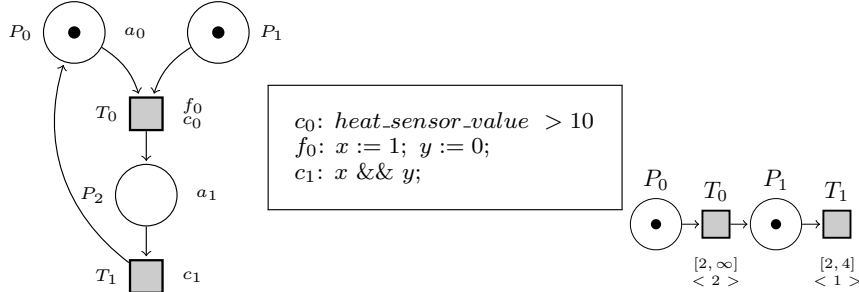 P₀ a₀ P₁
T₀ f₀
c₀
P₂ a₁
T₁ c₁
c₀: heat_sensor_value > 10
f₀: x := 1; y := 0;
c₁: x && y;
P₀ T₀ P₁ T₁
[2, ∞] [2, 4]
< 2 > < 1 >